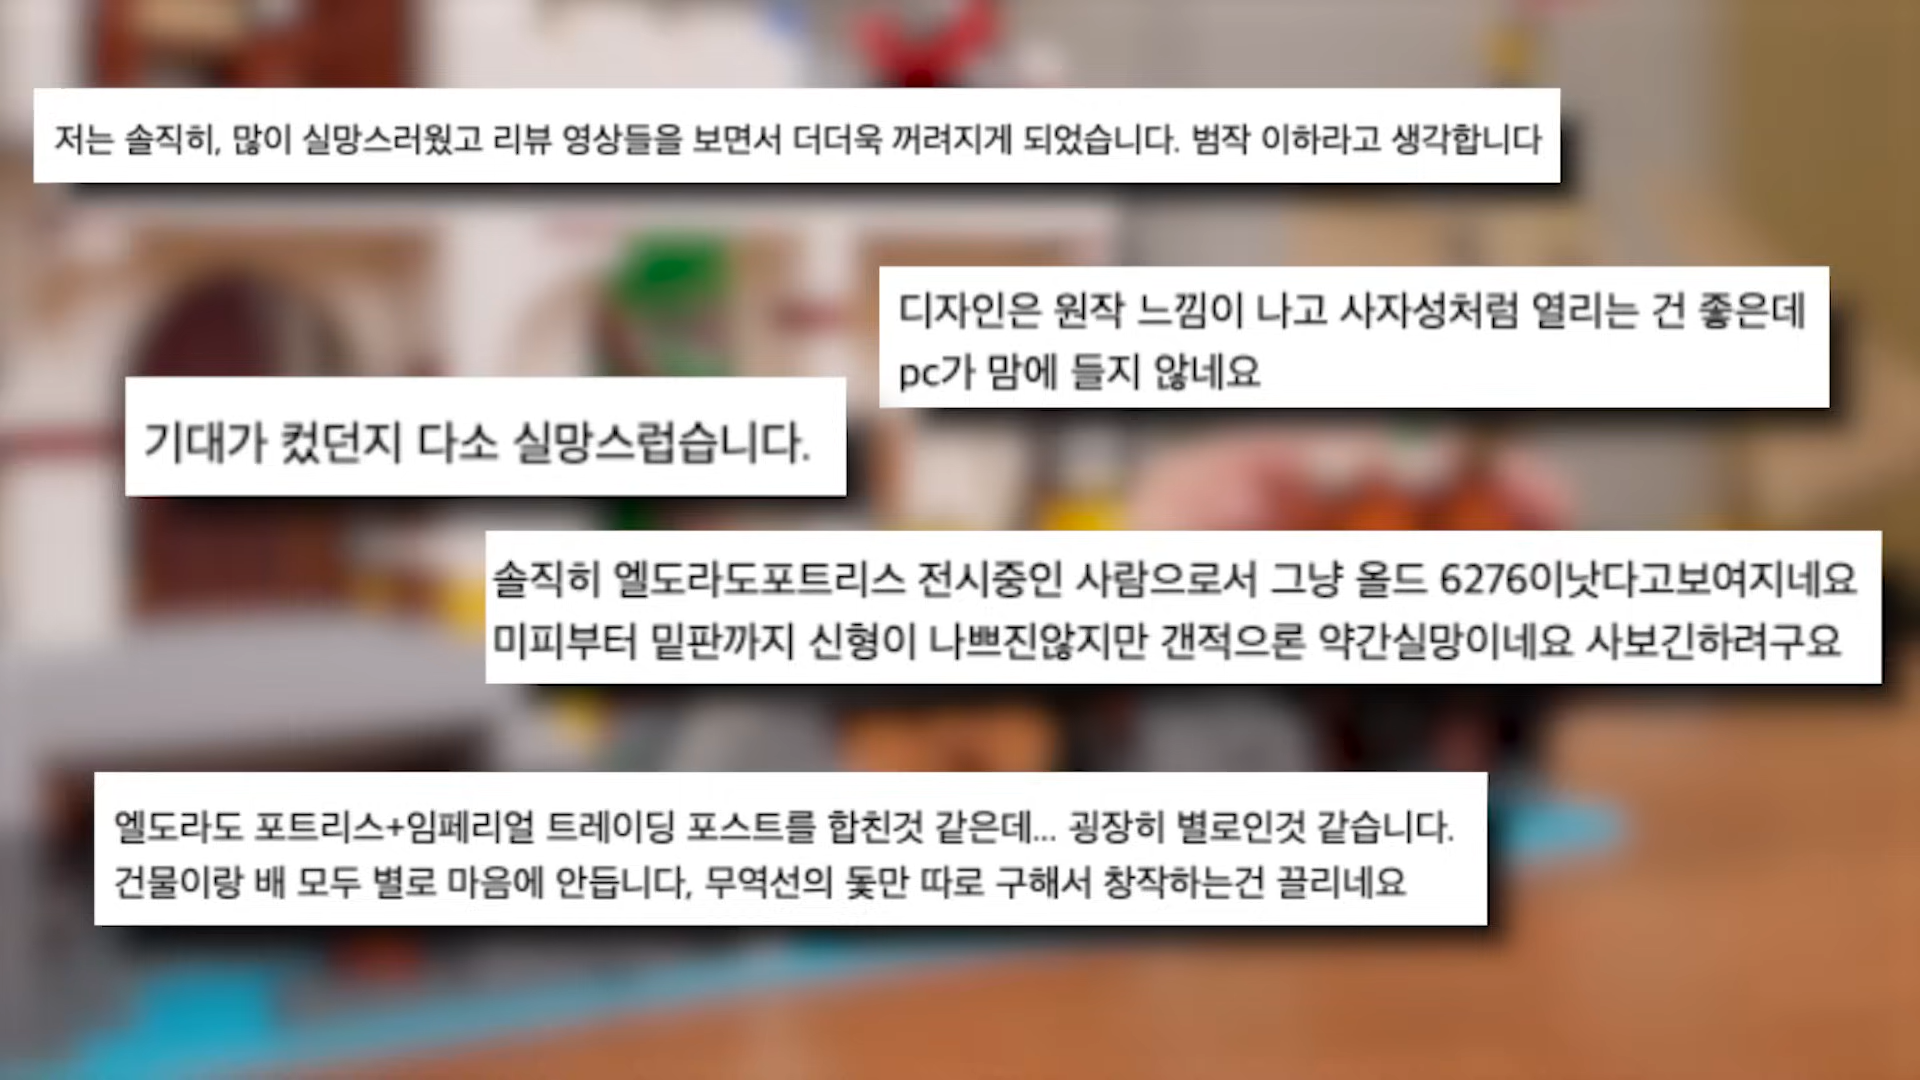 저는 솔직히, 많이 실망스러웠고 리뷰 영상들을 보면서 더더욱 꺼려지게 되었습니다. 범작 이하라고 생각합니다
디자인은 원작 느낌이 나고 사자성처럼 열리는 건 좋은데
pc가 맘에 들지 않네요
기대가 컸던지 다소 실망스럽습니다.
솔직히 엘도라도포트리스 전시중인 사람으로서 그냥 올드 6276이낫다고보여지네요
미피부터 밑판까지 신형이 나쁘진않지만 갠적으론 약간실망이네요 사보긴하려구요
엘도라도 포트리스+임페리얼 트레이딩 포스트를 합친것 같은데... 굉장히 별로인것 같습니다.
건물이랑 배 모두 별로 마음에 안듭니다, 무역선의 돛만 따로 구해서 창작하는건 끌리네요